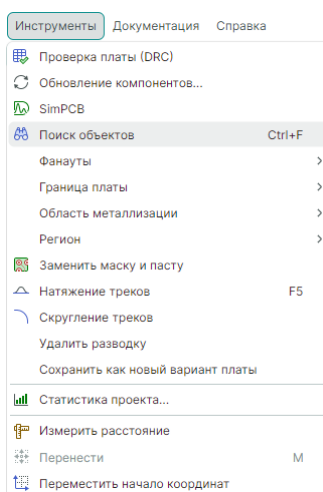 Инструменты Документация Справка
Проверка платы (DRC)
Обновление компонентов...
SimPCB
Поиск объектов Ctrl+F
Фанауты
Граница платы
Область металлизации
Регион
Заменить маску и пасту
Натяжение треков F5
Скругление треков
Удалить разводку
Сохранить как новый вариант платы
Статистика проекта...
Измерить расстояние
Перенести M
Переместить начало координат